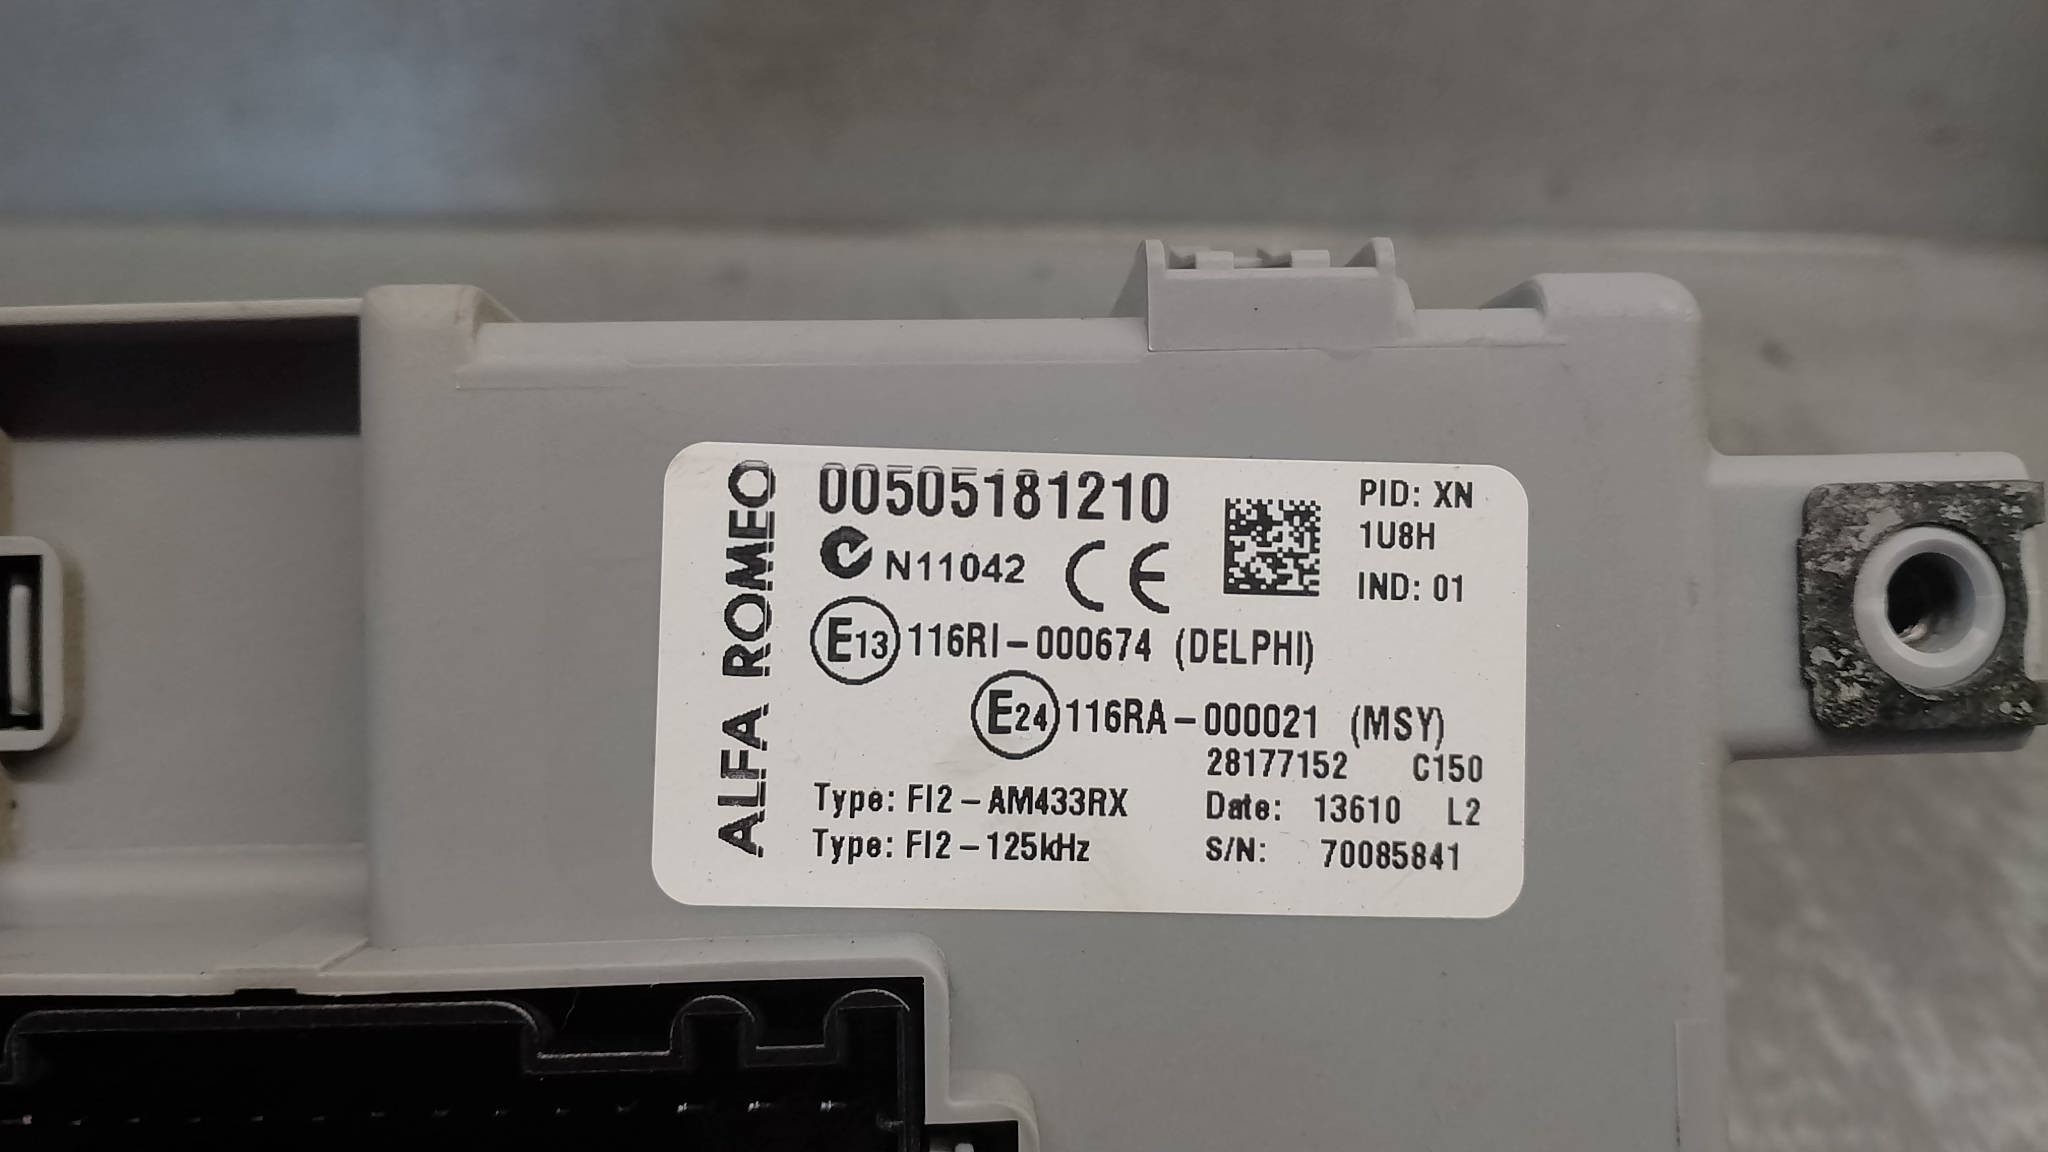 ALFA ROMEO
00505181210
N11042 CE
PID: XN
1U8H
IND: 01
E13 116RI-000674 (DELPHI)
E24 116RA-000021 (MSY)
28177152 C150
Type: FI2-AM433RX
Date: 13610 L2
Type: FI2-125kHz
S/N: 70085841